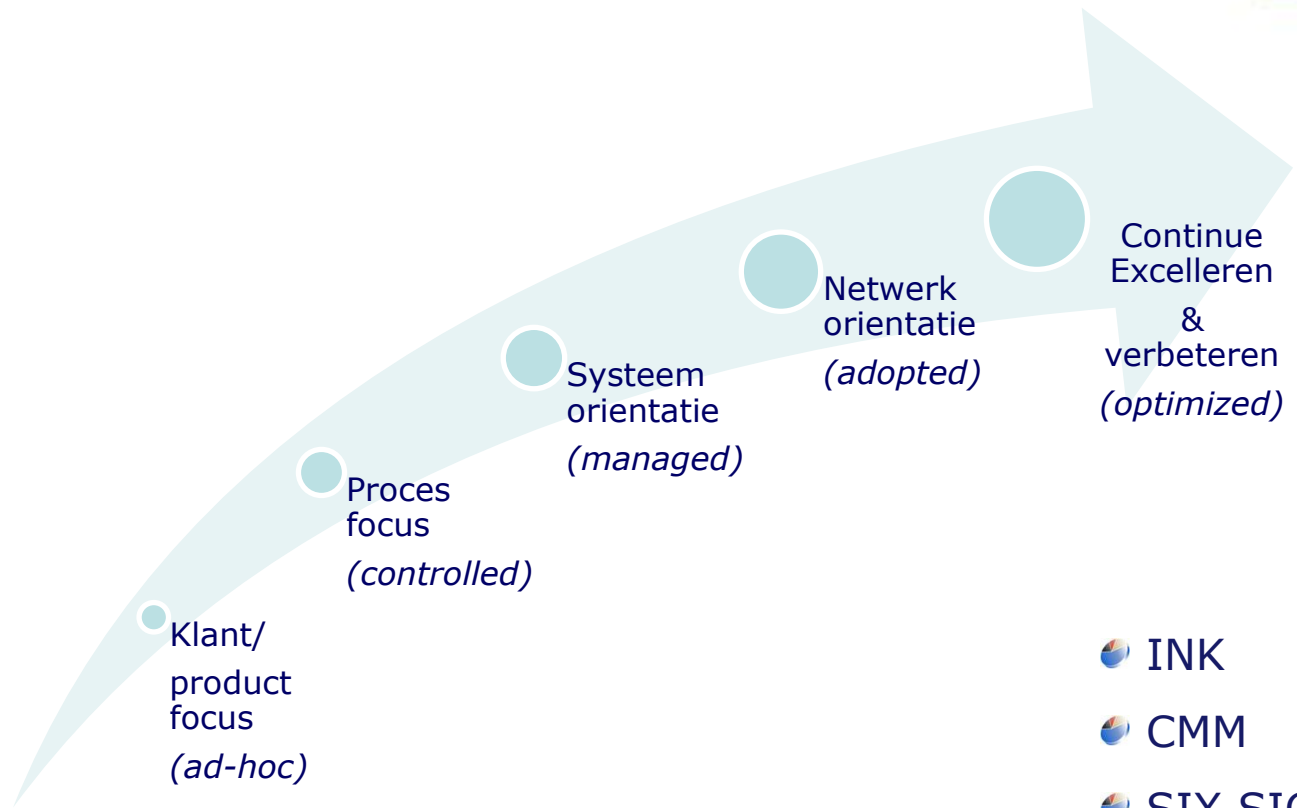 Klant/
product
focus
(ad-hoc)
Proces
focus
(controlled)
Systeem
orientatie
(managed)
Netwerk
orientatie
(adopted)
Continue
Excelleren
&
verbeteren
(optimized)
INK
CMM
SIX